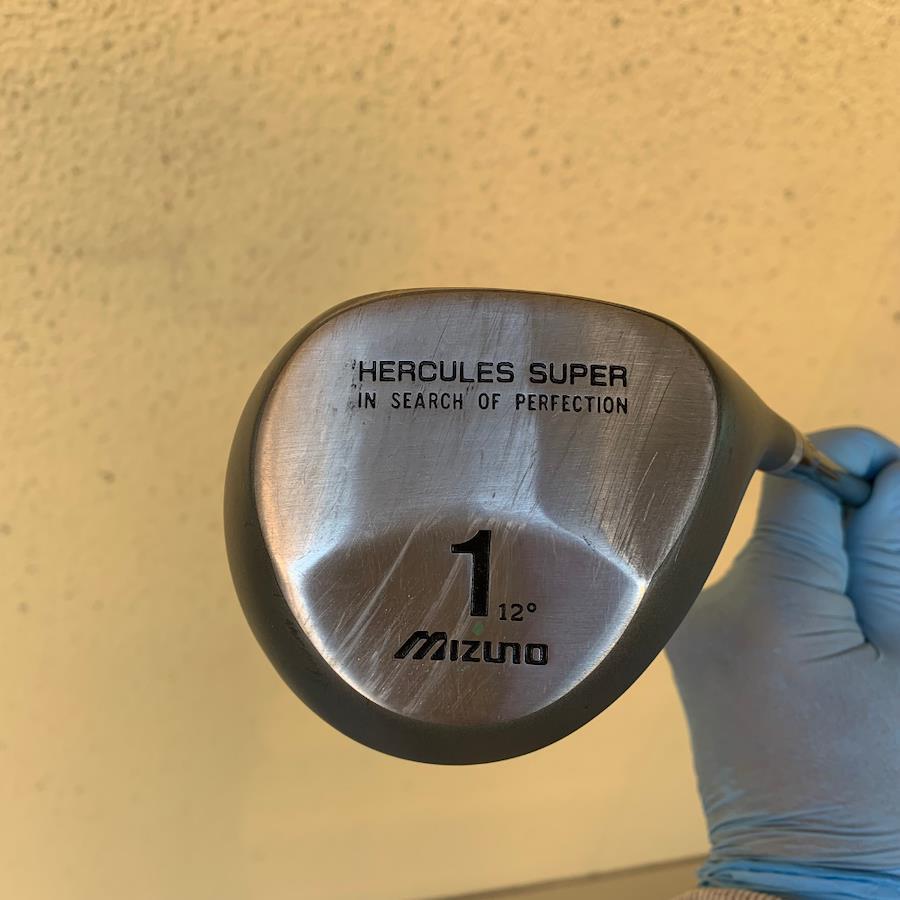 HERCULES SUPER
IN SEARCH OF PERFECTION
1 12°
MIZUNO